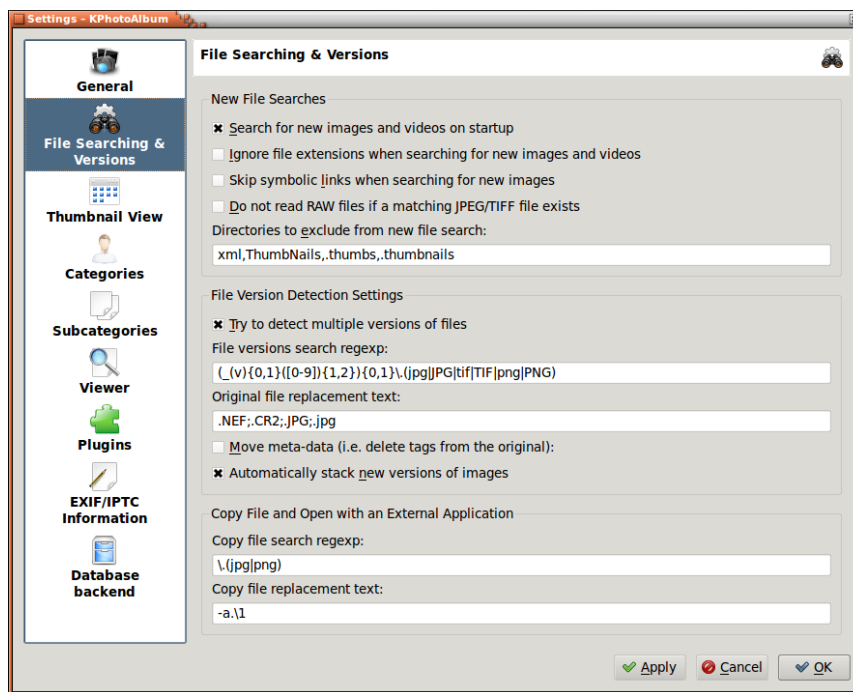 Settings – KPhotoAlbum
General
File Searching &
Versions
Thumbnail View
Categories
Subcategories
Viewer
Plugins
EXIF/IPTC
Information
Database
backend
File Searching & Versions
New File Searches
Search for new images and videos on startup
Ignore file extensions when searching for new images and videos
Skip symbolic links when searching for new images
Do not read RAW files if a matching JPEG/TIFF file exists
Directories to exclude from new file search:
xml,ThumbNails,.thumbs,.thumbnails
File Version Detection Settings
Try to detect multiple versions of files
File versions search regexp:
(_(v){0,1}([0-9]){1,2}){0,1}\.(jpg|JPG|tif|TIF|png|PNG)
Original file replacement text:
.NEF;.CR2;.JPG;.jpg
Move meta-data (i.e. delete tags from the original):
Automatically stack new versions of images
Copy File and Open with an External Application
Copy file search regexp:
\.(jpg|png)
Copy file replacement text:
-a.\1
Apply
Cancel
OK